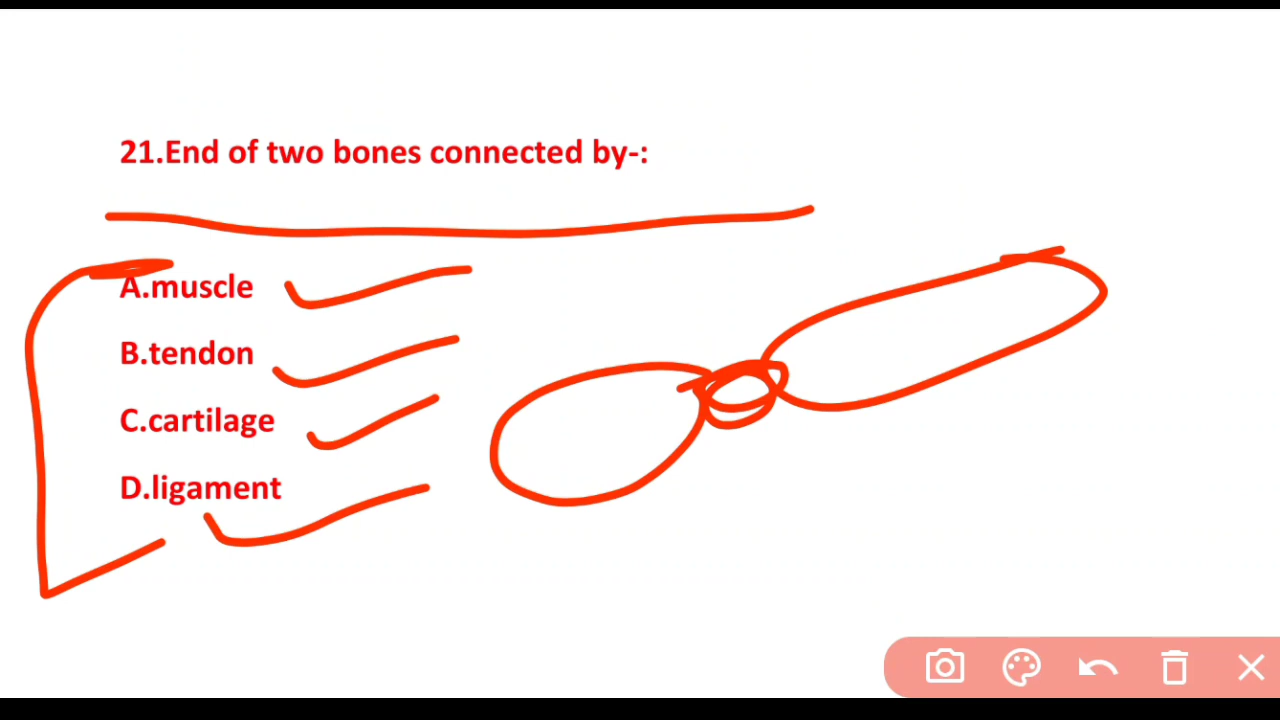 21.End of two bones connected by-:
A.muscle
B.tendon
C.cartilage
D.ligament